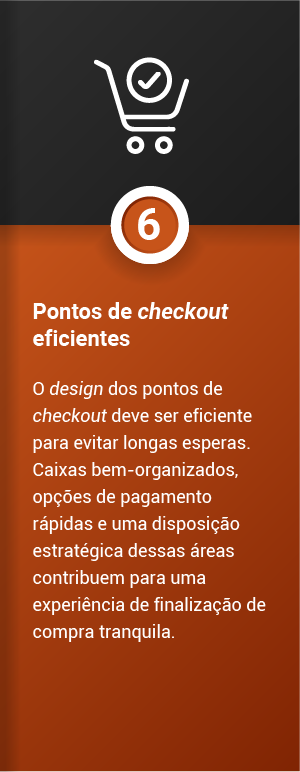 6
Pontos de checkout
eficientes
O design dos pontos de
checkout deve ser eficiente
para evitar longas esperas.
Caixas bem-organizados,
opções de pagamento
rápidas e uma disposição
estratégica dessas áreas
contribuem para uma
experiência de finalização de
compra tranquila.